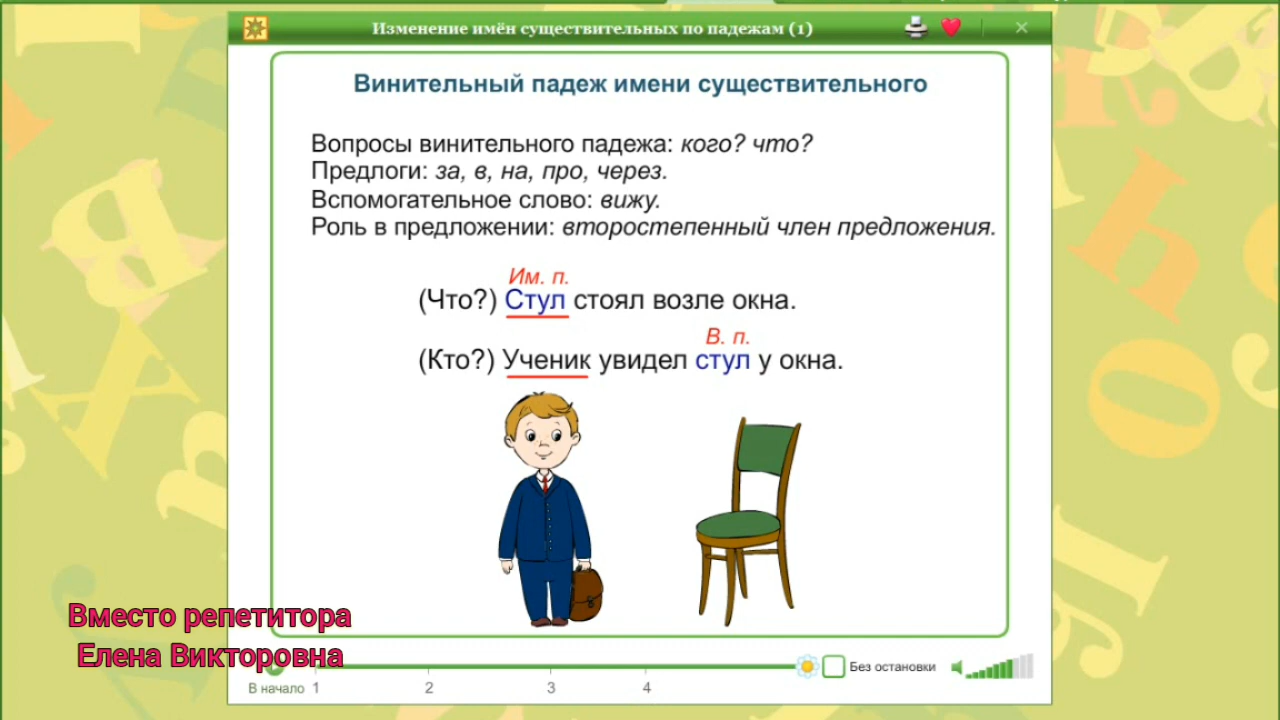 Изменение имён существительных по падежам (1)
Винительный падеж имени существительного
Вопросы винительного падежа: кого? что?
Предлоги: за, в, на, про, через.
Вспомогательное слово: вижу.
Роль в предложении: второстепенный член предложения.
Им. п.
(Что?) Стул стоял возле окна.
В. п.
(Кто?) Ученик увидел стул у окна.
Вместо репетитора
Елена Викторовна
Без остановки
В начало 1 2 3 4